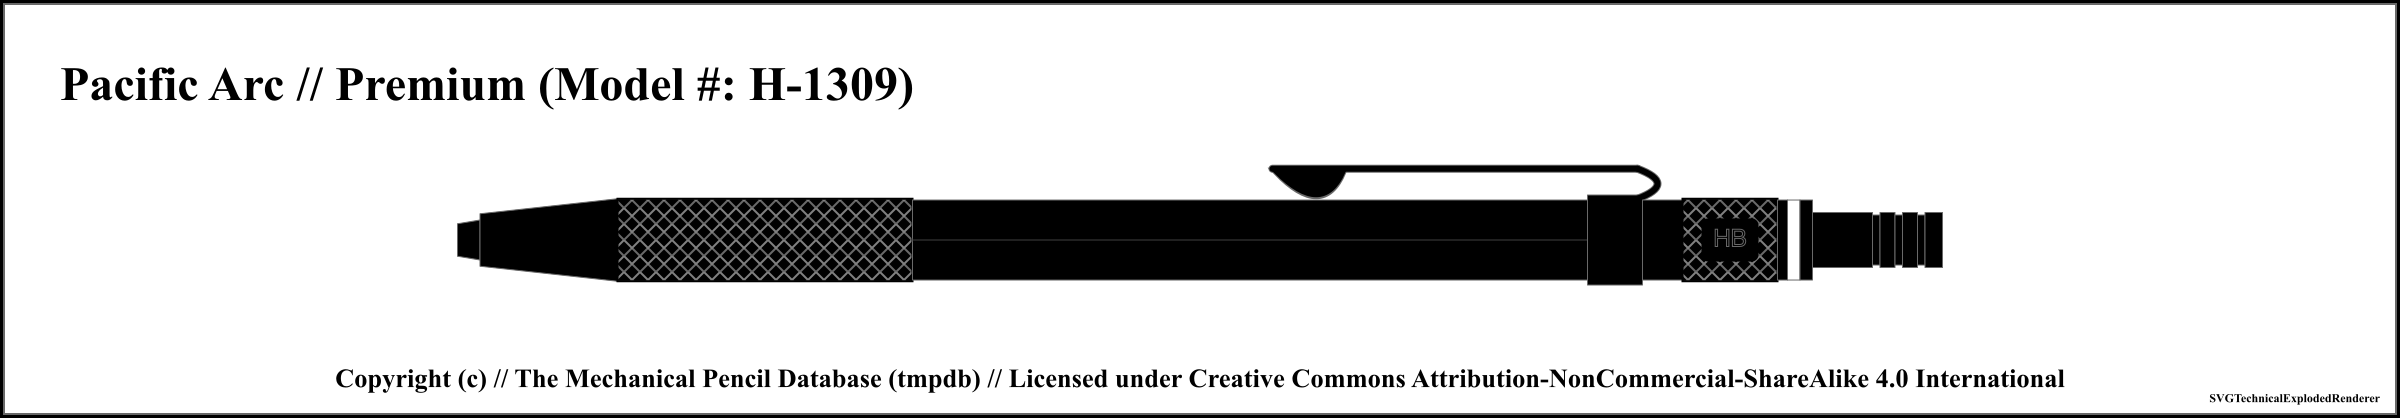 Pacific Arc // Premium (Model #: H-1309)
HB
Copyright (c) // The Mechanical Pencil Database (tmpdb) // Licensed under Creative Commons Attribution-NonCommercial-ShareAlike 4.0 International
SVGTechnicalExplodedRenderer